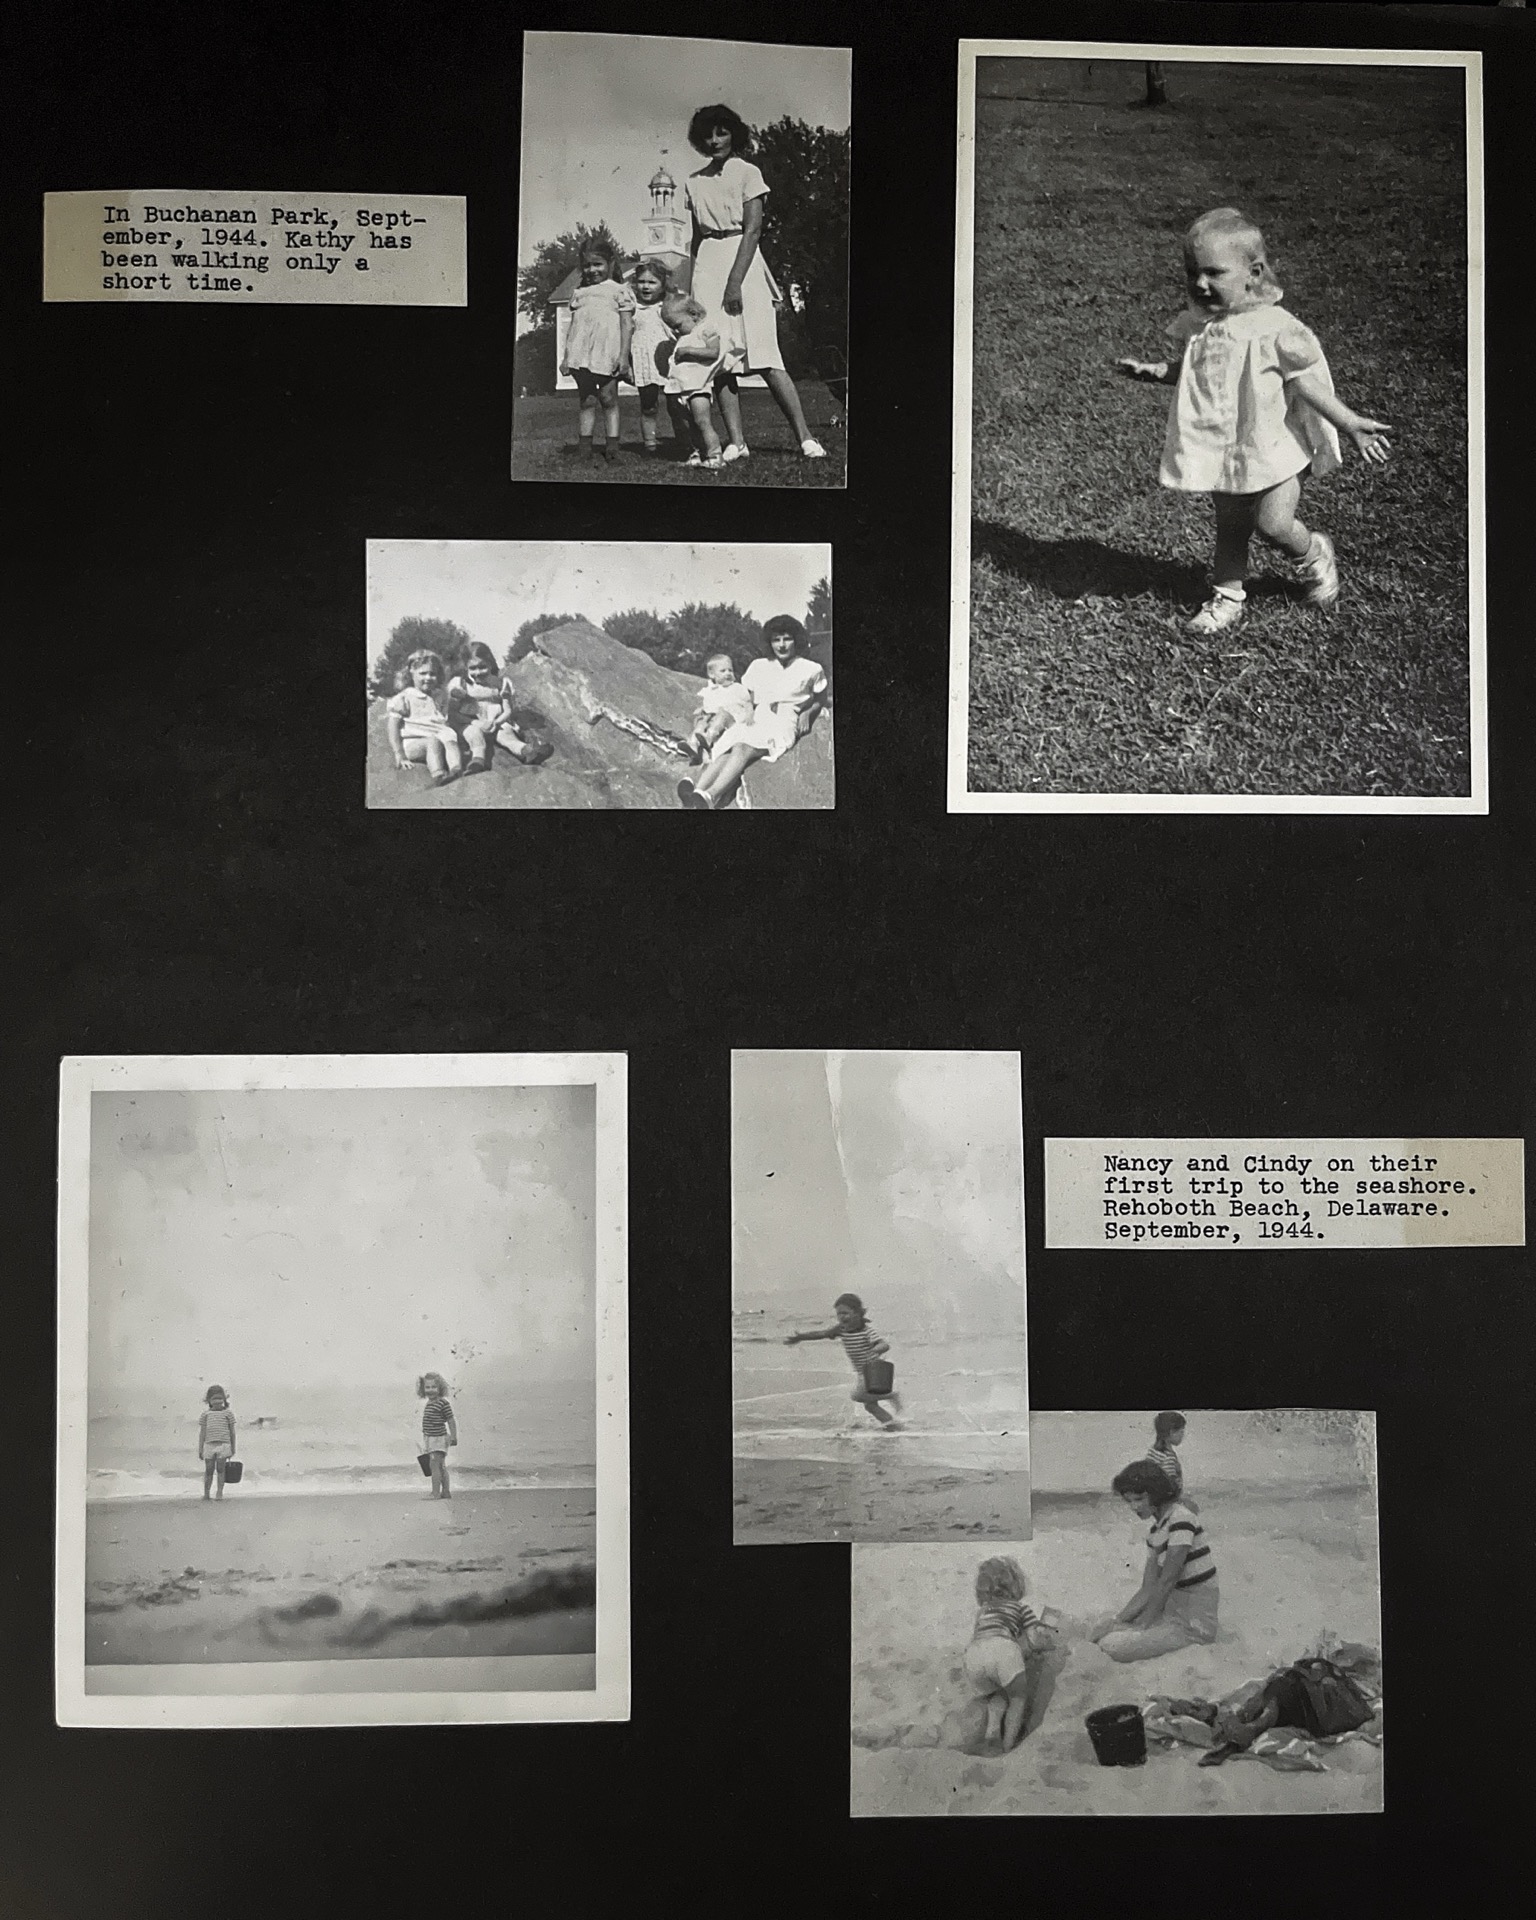 In Buchanan Park, Sept-
ember, 1944. Kathy has
been walking only a
short time.
Nancy and Cindy on their
first trip to the seashore.
Rehoboth Beach, Delaware.
September, 1944.